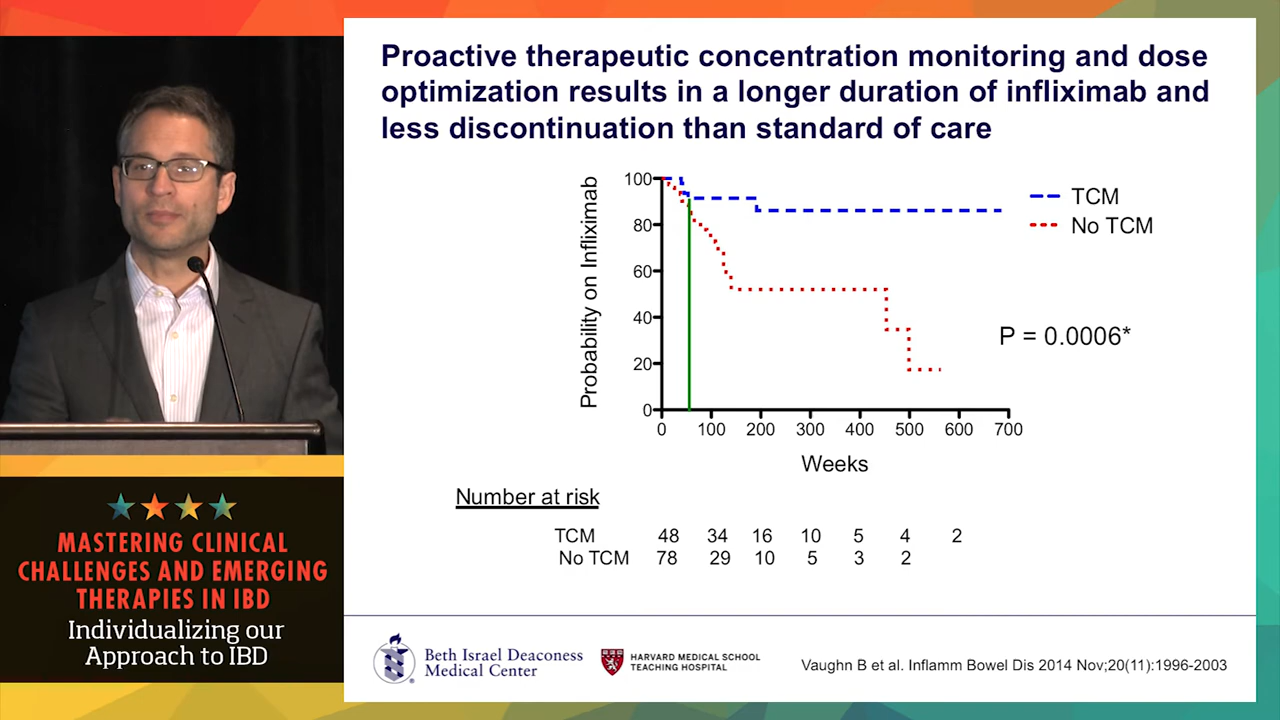 Proactive therapeutic concentration monitoring and dose
optimization results in a longer duration of infliximab and
less discontinuation than standard of care
Probability on Infliximab
100
80
60
40
20
0
0 100 200 300 400 500 600 700
Weeks
TCM
No TCM
P = 0.0006*
Number at risk
TCM 48 34 16 10 5 4 2
No TCM 78 29 10 5 3 2
MASTERING CLINICAL
CHALLENGES AND EMERGING
THERAPIES IN IBD
Individualizing our
Approach to IBD
Beth Israel Deaconess
Medical Center
HARVARD MEDICAL SCHOOL
TEACHING HOSPITAL
Vaughn B et al. Inflamm Bowel Dis 2014 Nov;20(11):1996-2003